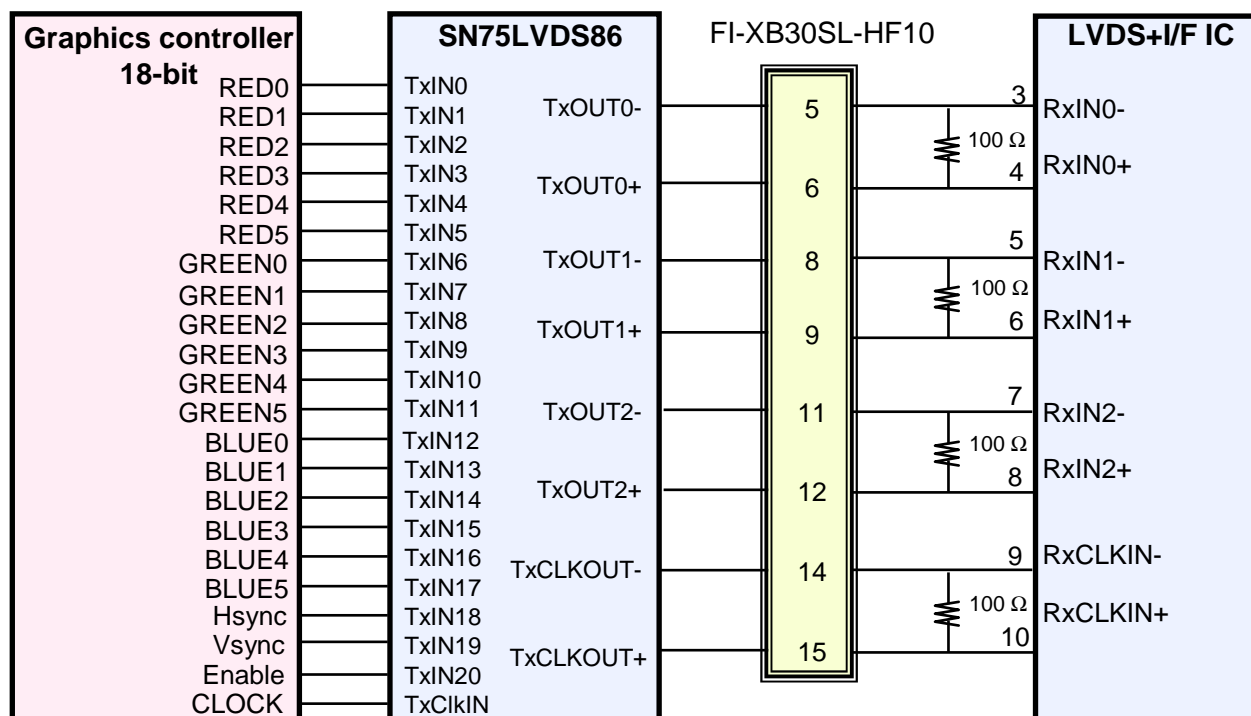 Graphics controller
18-bit
RED0
RED1
RED2
RED3
RED4
RED5
GREEN0
GREEN1
GREEN2
GREEN3
GREEN4
GREEN5
BLUE0
BLUE1
BLUE2
BLUE3
BLUE4
BLUE5
Hsync
Vsync
Enable
CLOCK
SN75LVDS86
TxIN0
TxIN1
TxIN2
TxIN3
TxIN4
TxIN5
TxIN6
TxIN7
TxIN8
TxIN9
TxIN10
TxIN11
TxIN12
TxIN13
TxIN14
TxIN15
TxIN16
TxIN17
TxIN18
TxIN19
TxIN20
TxClkIN
TxOUT0-
TxOUT0+
TxOUT1-
TxOUT1+
TxOUT2-
TxOUT2+
TxCLKOUT-
TxCLKOUT+
FI-XB30SL-HF10
5
6
8
9
11
12
14
15
3
100 Ω
4
5
100 Ω
6
7
100 Ω
8
9
100 Ω
10
LVDS+I/F IC
RxIN0-
RxIN0+
RxIN1-
RxIN1+
RxIN2-
RxIN2+
RxCLKIN-
RxCLKIN+